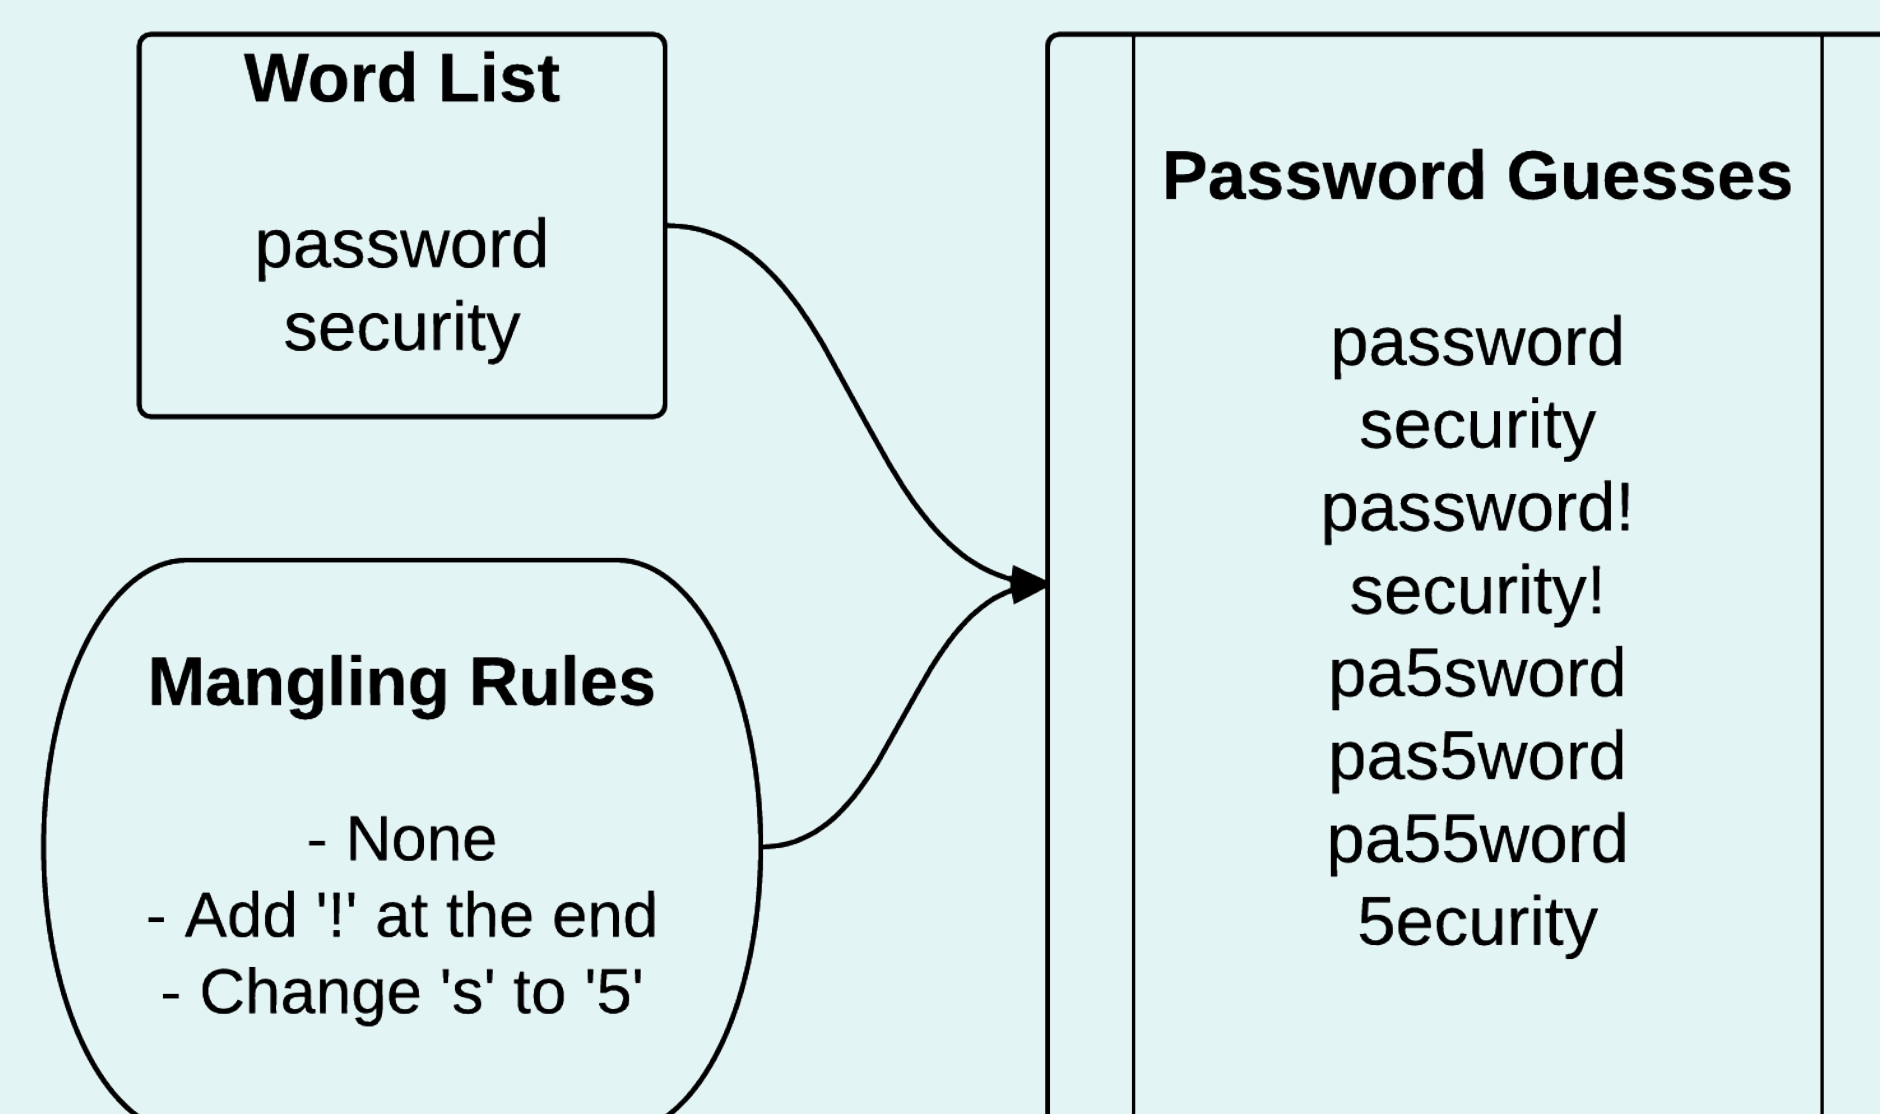 Word List
password
security
Mangling Rules
- None
- Add '!' at the end
- Change 's' to '5'
Password Guesses
password
security
password!
security!
pa5sword
pas5word
pa55word
5ecurity